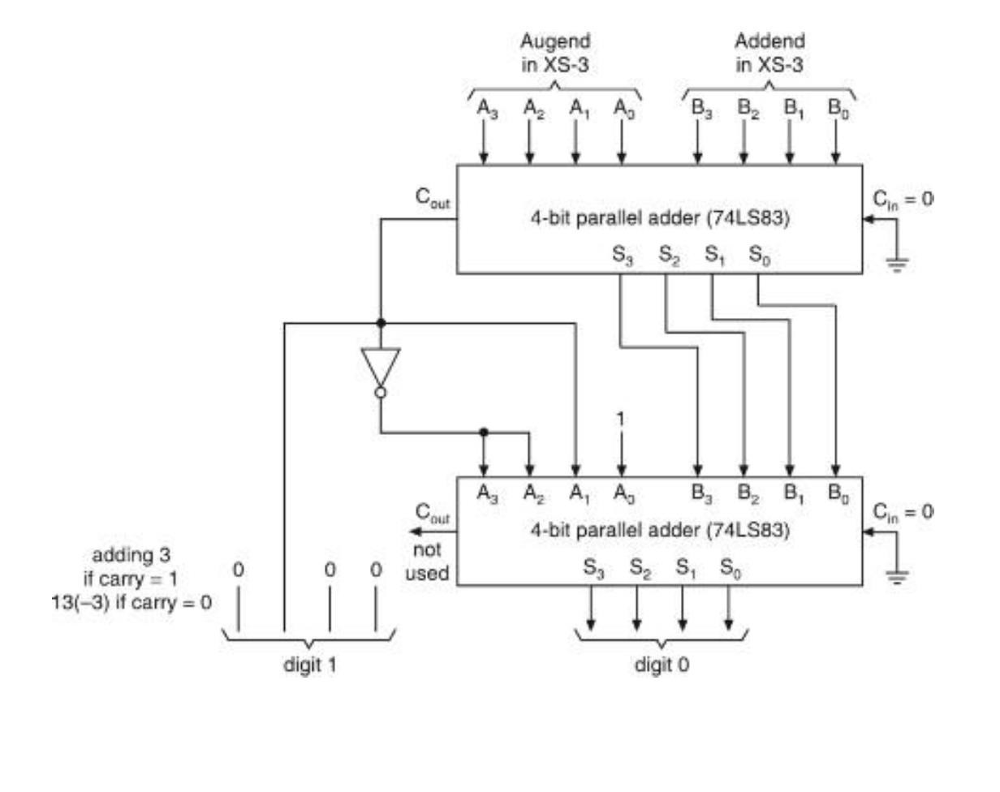 Augend Addend
in XS-3 in XS-3
A3 A2 A1 A0 B3 B2 B1 B0
Cout Cin = 0
4-bit parallel adder (74LS83)
S3 S2 S1 S0
1
A3 A2 A1 A0 B3 B2 B1 B0
Cout Cin = 0
4-bit parallel adder (74LS83)
not
used
S3 S2 S1 S0
adding 3
if carry = 1
13(–3) if carry = 0
0 0 0
digit 1 digit 0